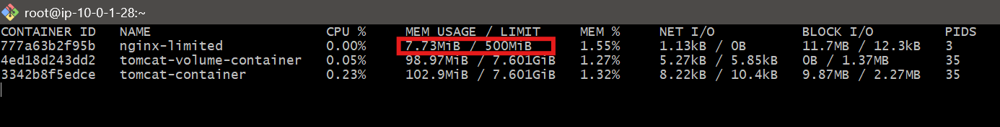 root@ip-10-0-1-28:~
CONTAINER ID NAME CPU % MEM USAGE / LIMIT MEM % NET I/O BLOCK I/O PIDS
777a63b2f95b nginx-limited 0.00% 7.73MiB / 500MiB 1.55% 1.13kB / 0B 11.7MB / 12.3kB 3
4ed18d243dd2 tomcat-volume-container 0.05% 98.97MiB / 7.601GiB 1.27% 5.27kB / 5.85kB 0B / 1.37MB 35
3342b8f5edce tomcat-container 0.23% 102.9MiB / 7.601GiB 1.32% 8.22kB / 10.4kB 9.87MB / 2.27MB 35